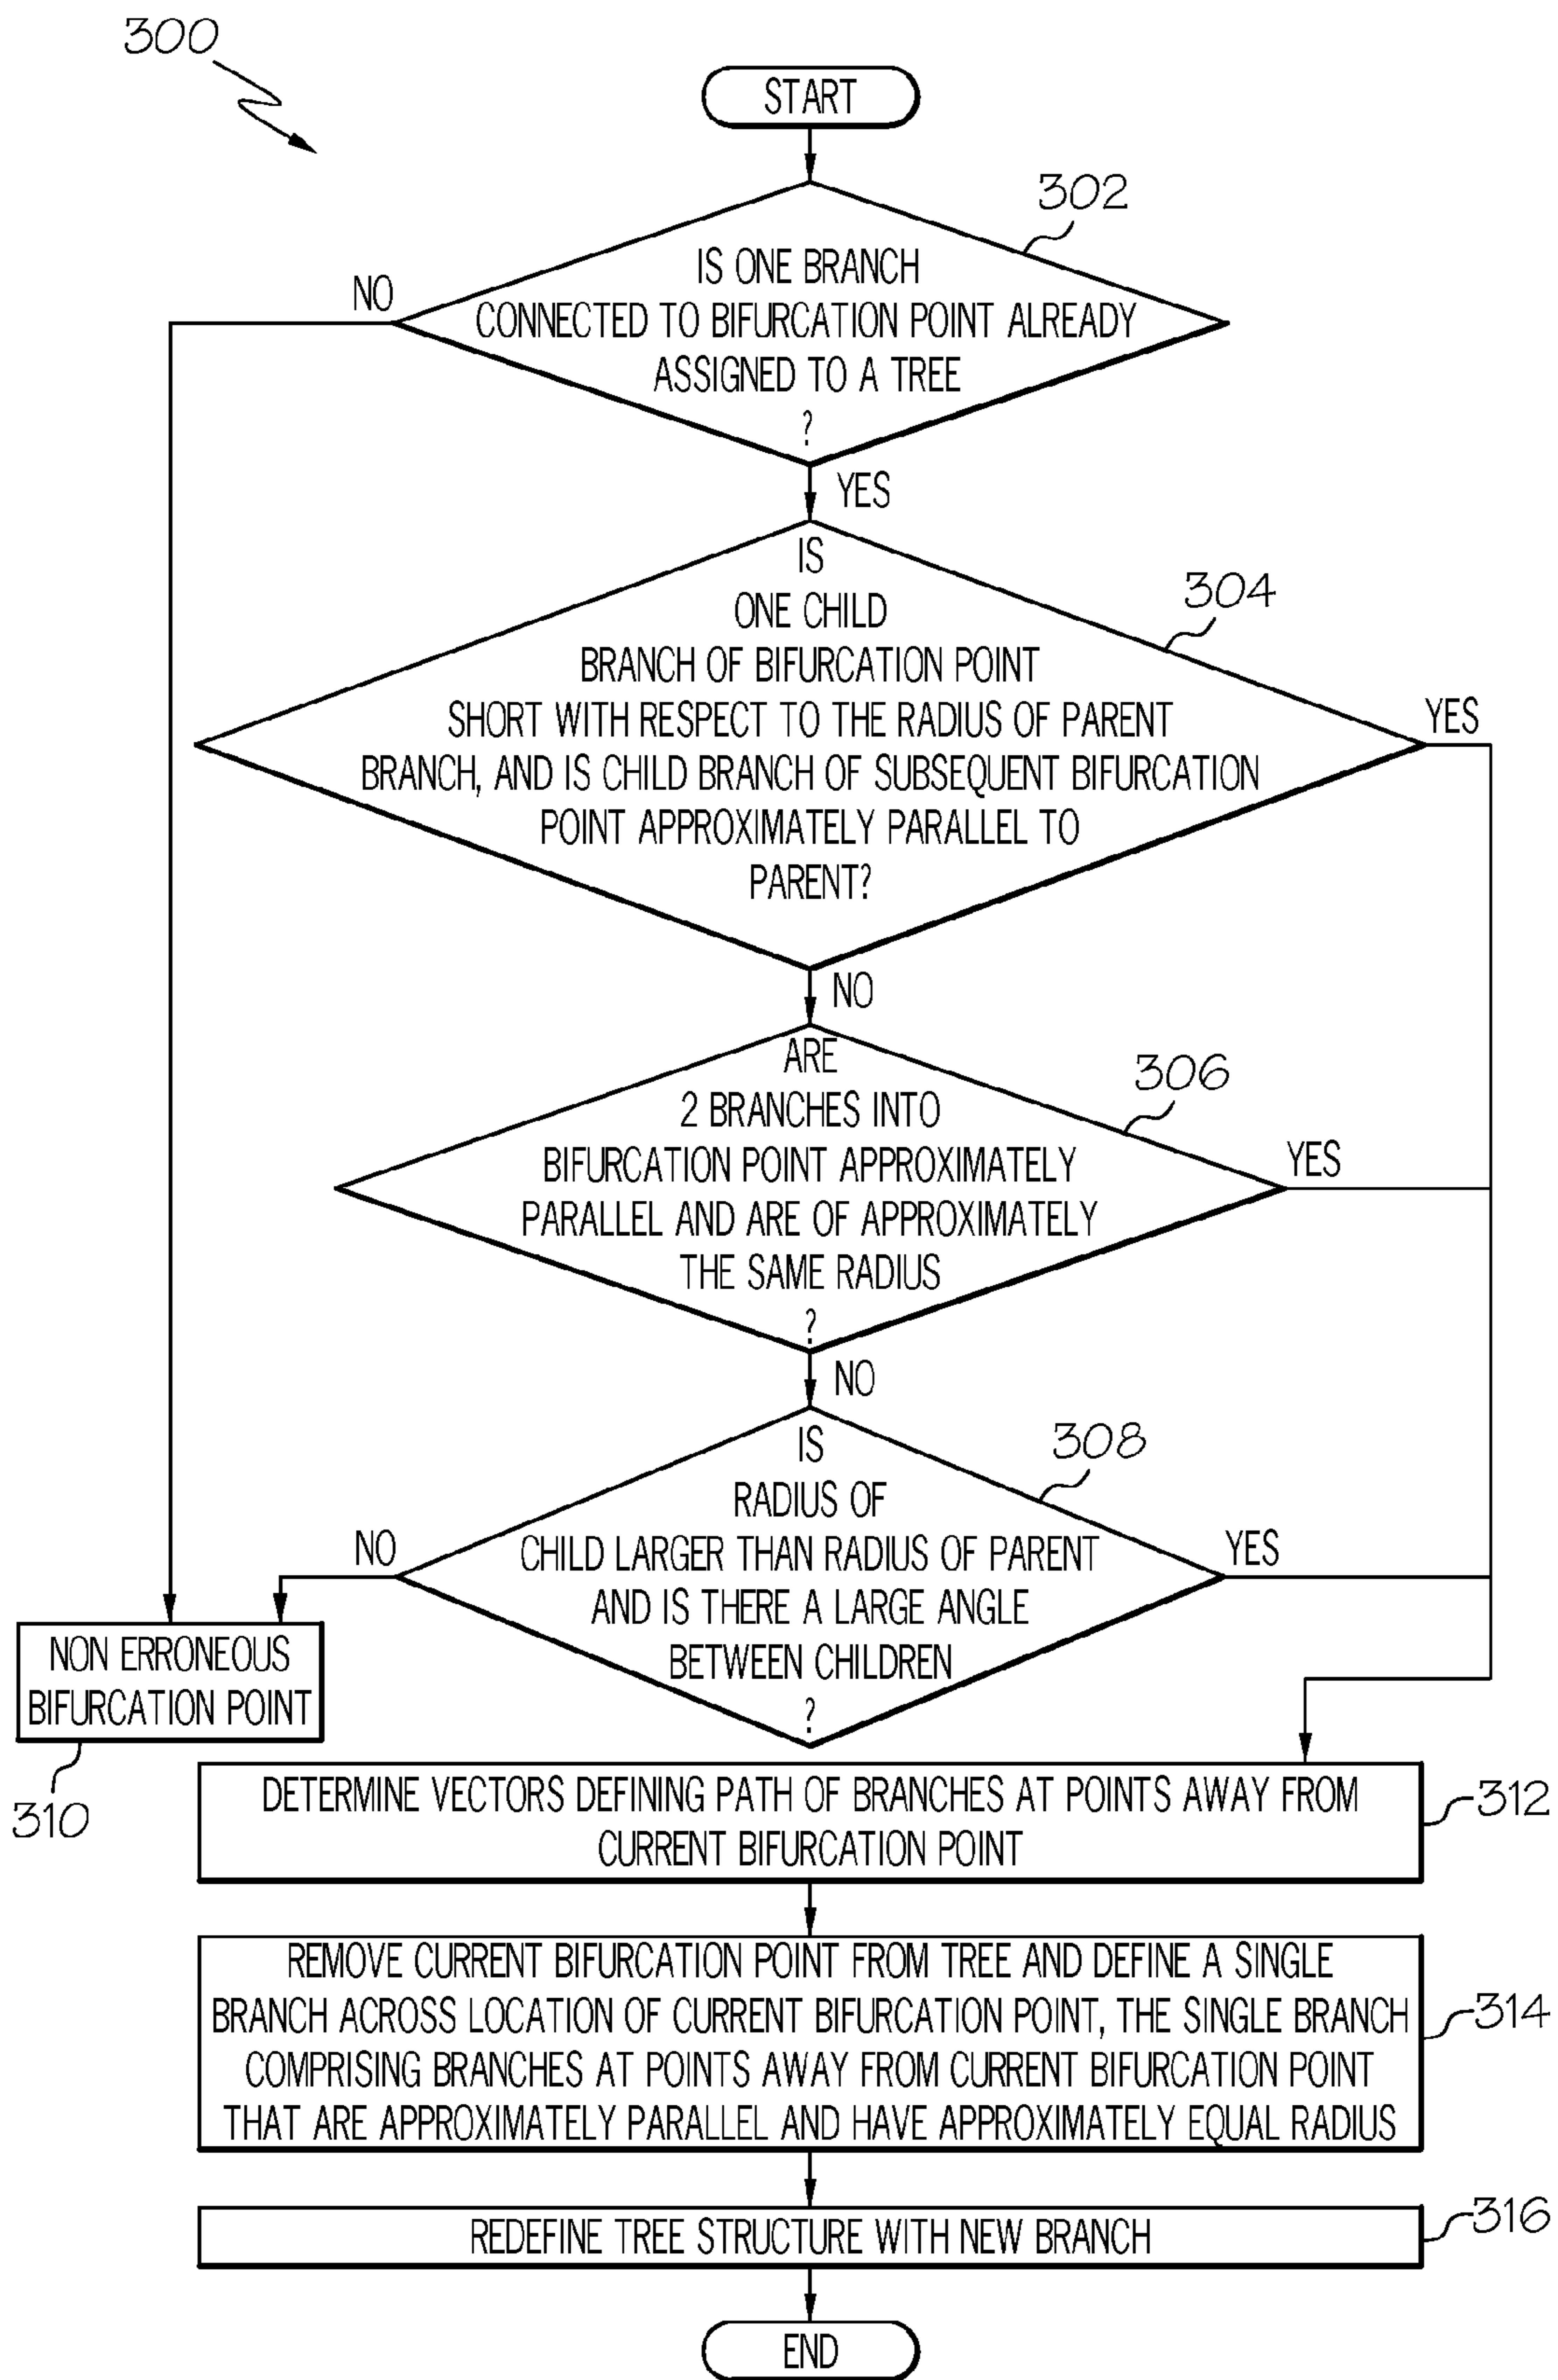 300
START
302
IS ONE BRANCH
CONNECTED TO BIFURCATION POINT ALREADY
ASSIGNED TO A TREE
?
NO
YES
304
IS
ONE CHILD
BRANCH OF BIFURCATION POINT
SHORT WITH RESPECT TO THE RADIUS OF PARENT
BRANCH, AND IS CHILD BRANCH OF SUBSEQUENT BIFURCATION
POINT APPROXIMATELY PARALLEL TO
PARENT?
YES
NO
306
ARE
2 BRANCHES INTO
BIFURCATION POINT APPROXIMATELY
PARALLEL AND ARE OF APPROXIMATELY
THE SAME RADIUS
?
YES
NO
308
IS
RADIUS OF
CHILD LARGER THAN RADIUS OF PARENT
AND IS THERE A LARGE ANGLE
BETWEEN CHILDREN
?
NO
YES
NON ERRONEOUS
BIFURCATION POINT
310
DETERMINE VECTORS DEFINING PATH OF BRANCHES AT POINTS AWAY FROM
CURRENT BIFURCATION POINT
312
REMOVE CURRENT BIFURCATION POINT FROM TREE AND DEFINE A SINGLE
BRANCH ACROSS LOCATION OF CURRENT BIFURCATION POINT, THE SINGLE BRANCH
COMPRISING BRANCHES AT POINTS AWAY FROM CURRENT BIFURCATION POINT
THAT ARE APPROXIMATELY PARALLEL AND HAVE APPROXIMATELY EQUAL RADIUS
314
REDEFINE TREE STRUCTURE WITH NEW BRANCH
316
END